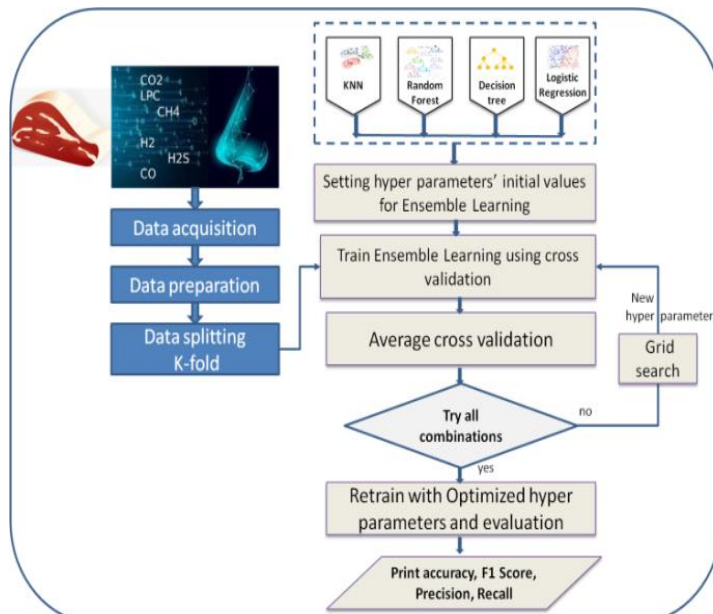 CO2
LPC
CH4
H2
H2S
CO
Data acquisition
Data preparation
Data splitting
K-fold
KNN
Random
Forest
Decision
tree
Logistic
Regression
Setting hyper parameters’ initial values
for Ensemble Learning
Train Ensemble Learning using cross
validation
Average cross validation
Try all
combinations
no
Grid
search
New
hyper parameter
yes
Retrain with Optimized hyper
parameters and evaluation
Print accuracy, F1 Score,
Precision, Recall